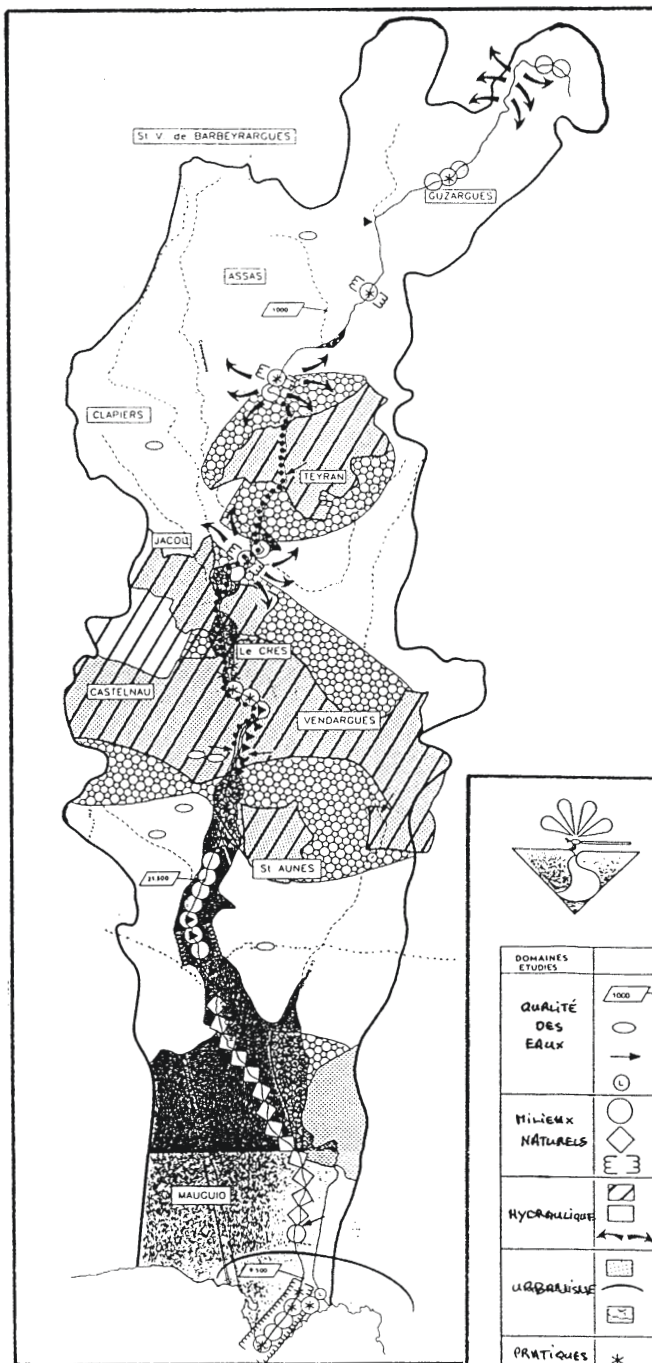 St V. de BARBEYRARGUES
GUZARGUES
ASSAS
1000
CLAPIERS
TEYRAN
JACOU
L
Le CRES
CASTELNAU
VENDARGUES
St AUNES
MAUGUIO
DOMAINES
ETUDIES
QUALITÉ
DES
EAUX
1000
L
MILIEUX
NATURELS
HYDRAULIQUE
URBANISME
PRATIQUES